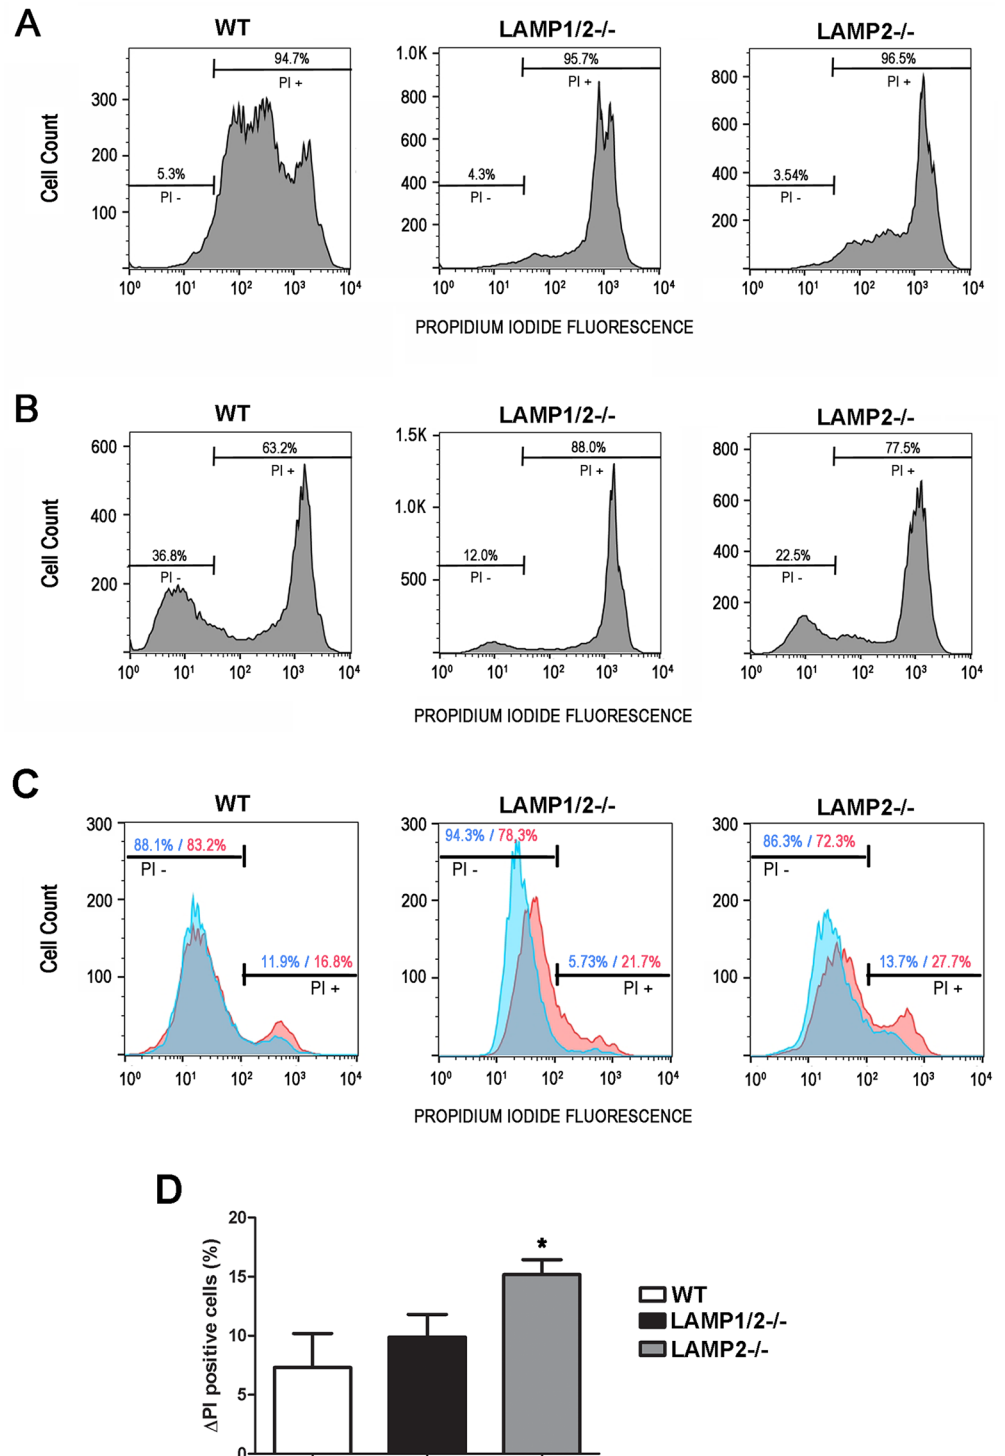 A
WT
LAMP1/2-/-
LAMP2-/-
Cell Count
300
200
100
94.7%
PI +
5.3%
PI -
10⁰ 10¹ 10² 10³ 10⁴
1.0K
800
600
400
200
95.7%
PI +
4.3%
PI -
10⁰ 10¹ 10² 10³ 10⁴
800
600
400
200
96.5%
PI +
3.54%
PI -
10⁰ 10¹ 10² 10³ 10⁴
PROPIDIUM IODIDE FLUORESCENCE
B
WT
LAMP1/2-/-
LAMP2-/-
Cell Count
600
400
200
63.2%
PI +
36.8%
PI -
10⁰ 10¹ 10² 10³ 10⁴
1.5K
1.0K
500
88.0%
PI +
12.0%
PI -
10⁰ 10¹ 10² 10³ 10⁴
800
600
400
200
77.5%
PI +
22.5%
PI -
10⁰ 10¹ 10² 10³ 10⁴
PROPIDIUM IODIDE FLUORESCENCE
C
WT
LAMP1/2-/-
LAMP2-/-
Cell Count
300
200
100
88.1% / 83.2%
PI -
11.9% / 16.8%
PI +
10⁰ 10¹ 10² 10³ 10⁴
300
200
100
94.3% / 78.3%
PI -
5.73% / 21.7%
PI +
10⁰ 10¹ 10² 10³ 10⁴
300
200
100
86.3% / 72.3%
PI -
13.7% / 27.7%
PI +
10⁰ 10¹ 10² 10³ 10⁴
PROPIDIUM IODIDE FLUORESCENCE
D
ΔPI positive cells (%)
20
15
10
5
0
*
WT
LAMP1/2-/-
LAMP2-/-